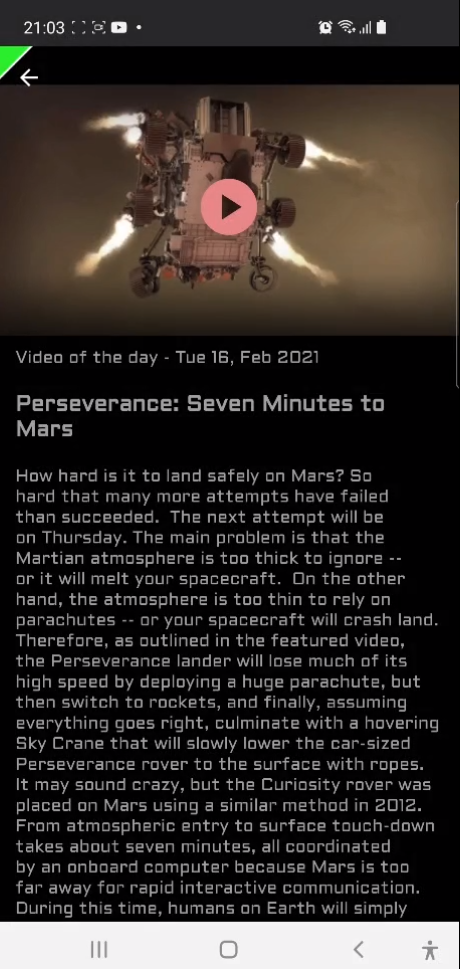 21:03
Video of the day - Tue 16, Feb 2021
Perseverance: Seven Minutes to
Mars
How hard is it to land safely on Mars? So
hard that many more attempts have failed
than succeeded.  The next attempt will be
on Thursday. The main problem is that the
Martian atmosphere is too thick to ignore --
or it will melt your spacecraft.  On the other
hand, the atmosphere is too thin to rely on
parachutes -- or your spacecraft will crash land.
Therefore, as outlined in the featured video,
the Perseverance lander will lose much of its
high speed by deploying a huge parachute, but
then switch to rockets, and finally, assuming
everything goes right, culminate with a hovering
Sky Crane that will slowly lower the car-sized
Perseverance rover to the surface with ropes.
It may sound crazy, but the Curiosity rover was
placed on Mars using a similar method in 2012.
From atmospheric entry to surface touch-down
takes about seven minutes, all coordinated
by an onboard computer because Mars is too
far away for rapid interactive communication.
During this time, humans on Earth will simply